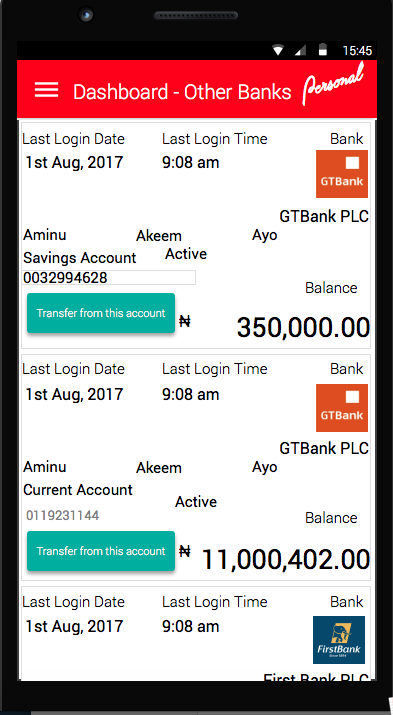 15:45
Dashboard - Other Banks Personal
Last Login Date Last Login Time Bank
1st Aug, 2017 9:08 am
GTBank
GTBank PLC
Aminu Akeem Ayo
Savings Account Active
0032994628
Balance
Transfer from this account ₦ 350,000.00
Last Login Date Last Login Time Bank
1st Aug, 2017 9:08 am
GTBank
GTBank PLC
Aminu Akeem Ayo
Current Account
Active
0119231144
Balance
Transfer from this account ₦ 11,000,402.00
Last Login Date Last Login Time Bank
1st Aug, 2017 9:08 am
FirstBank
Since 1894
First Bank PLC